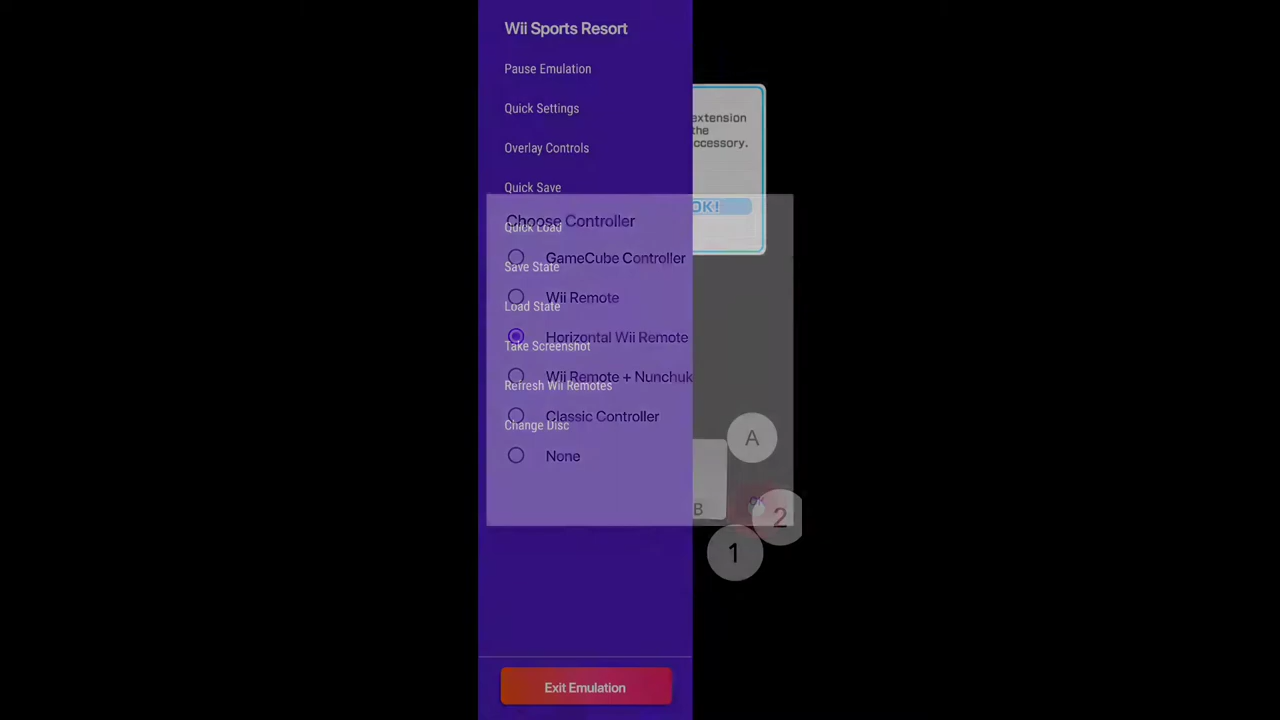 Wii Sports Resort
Pause Emulation
Quick Settings
Overlay Controls
Quick Save
Quick Load
Save State
Load State
Take Screenshot
Refresh Wii Remotes
Change Disc
Exit Emulation
Choose Controller
GameCube Controller
Wii Remote
Horizontal Wii Remote
Wii Remote + Nunchuk
Classic Controller
None
OK
extension
the
ccessory.
OK!
A
B
2
1